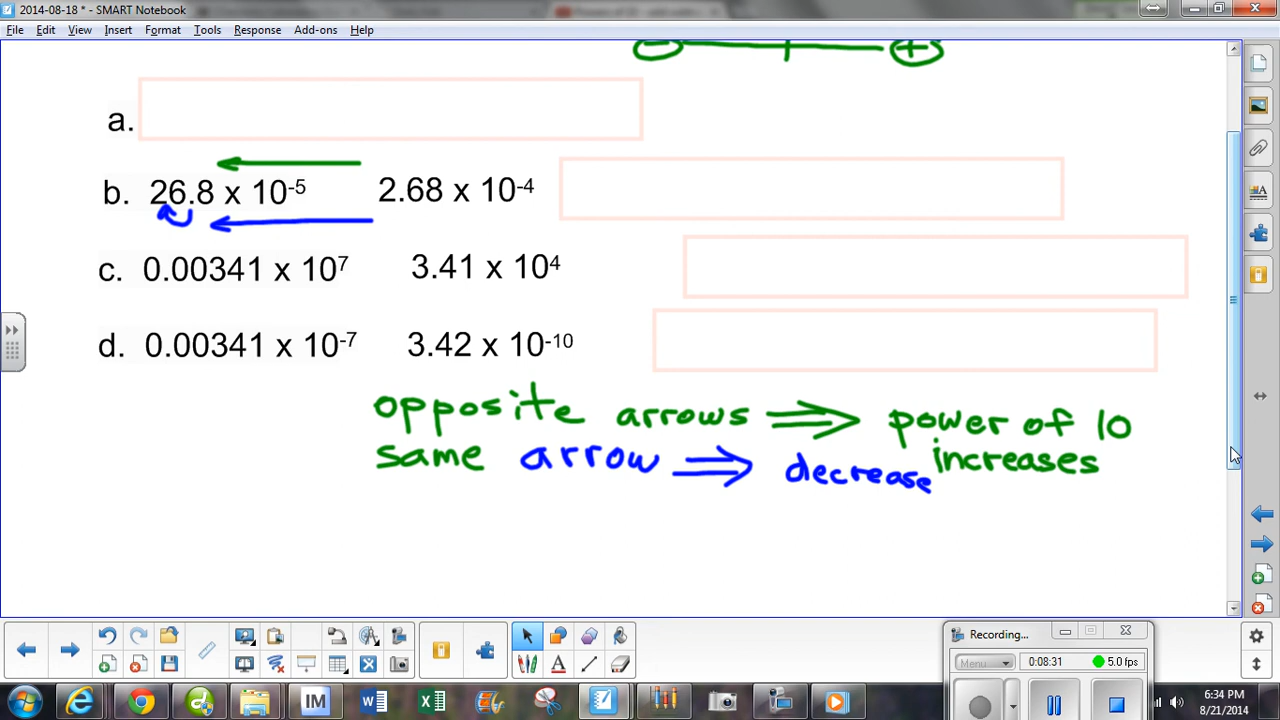 2014-08-18 * - SMART Notebook
File Edit View Insert Format Tools Response Add-ons Help
a.
b. 26.8 x 10⁻⁵ 2.68 x 10⁻⁴
c. 0.00341 x 10⁷ 3.41 x 10⁴
d. 0.00341 x 10⁻⁷ 3.42 x 10⁻¹⁰
opposite arrows ⇒ power of 10
increases
same arrow ⇒ decrease
Recording...
Menu 0:08:31 5.0 fps
IM
6:34 PM
8/21/2014